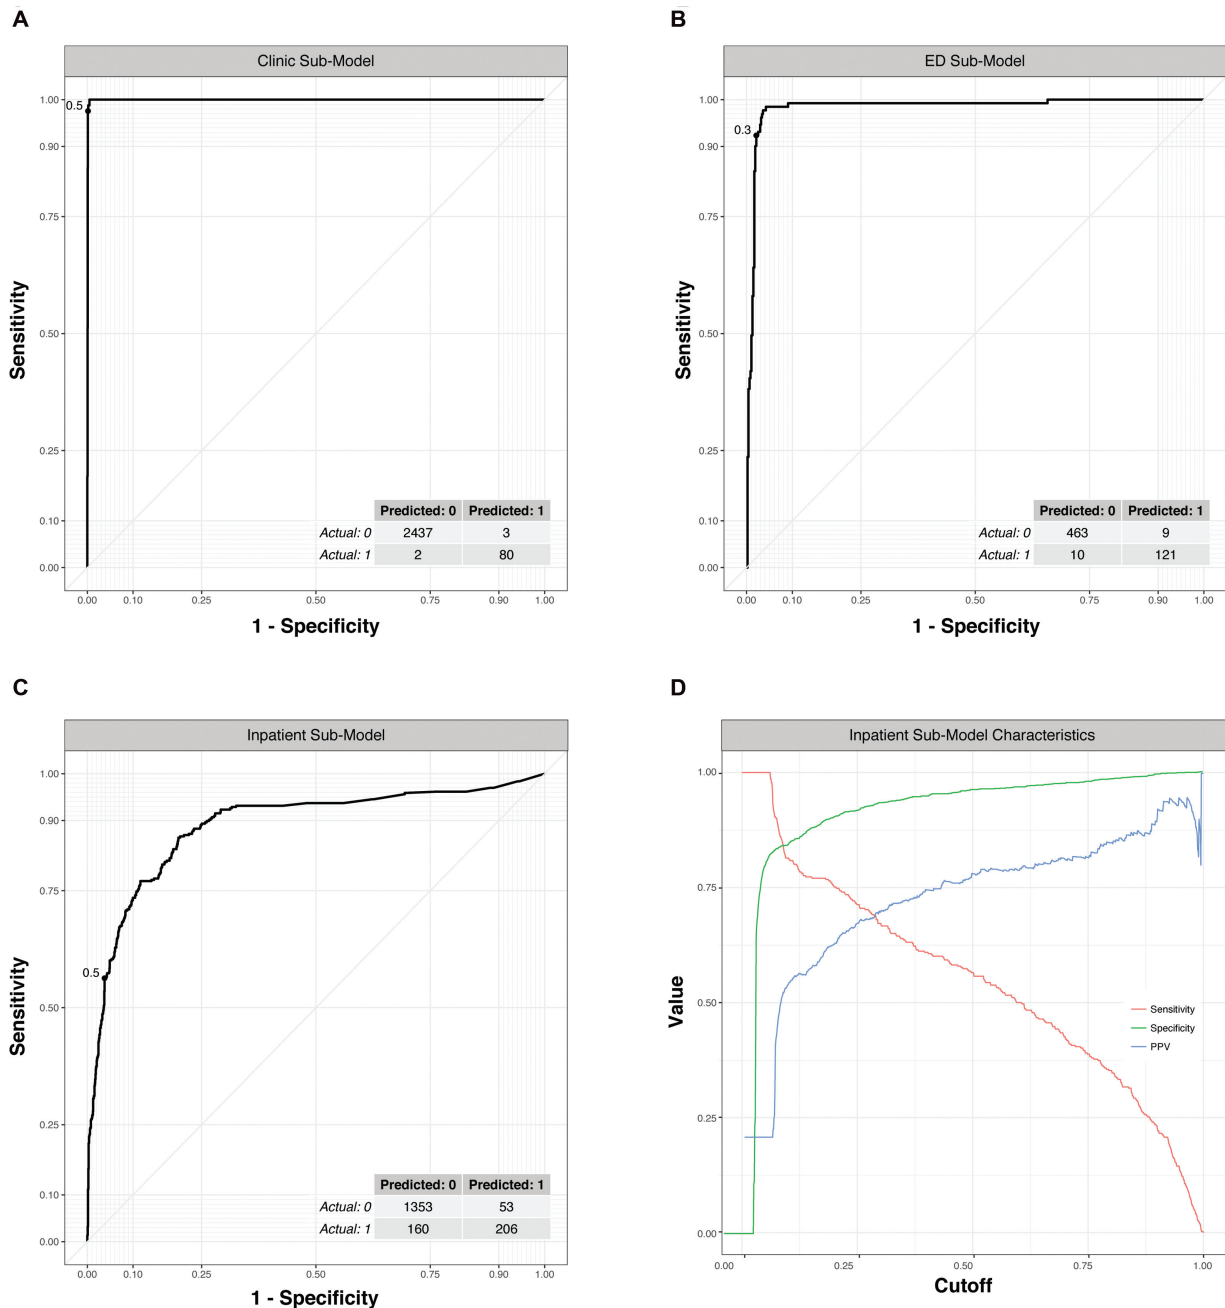 A
Clinic Sub-Model
0.5
1.00
0.90
0.75
0.50
0.25
0.10
0.00
Sensitivity
Predicted: 0 Predicted: 1
Actual: 0 2437 3
Actual: 1 2 80
0.00 0.10 0.25 0.50 0.75 0.90 1.00
1 - Specificity
B
ED Sub-Model
0.3
1.00
0.90
0.75
0.50
0.25
0.10
0.00
Sensitivity
Predicted: 0 Predicted: 1
Actual: 0 463 9
Actual: 1 10 121
0.00 0.10 0.25 0.50 0.75 0.90 1.00
1 - Specificity
C
Inpatient Sub-Model
1.00
0.90
0.75
0.5
0.50
0.25
0.10
0.00
Sensitivity
Predicted: 0 Predicted: 1
Actual: 0 1353 53
Actual: 1 160 206
0.00 0.10 0.25 0.50 0.75 0.90 1.00
1 - Specificity
D
Inpatient Sub-Model Characteristics
1.00
0.75
0.50
0.25
0.00
Value
Sensitivity
Specificity
PPV
0.00 0.25 0.50 0.75 1.00
Cutoff